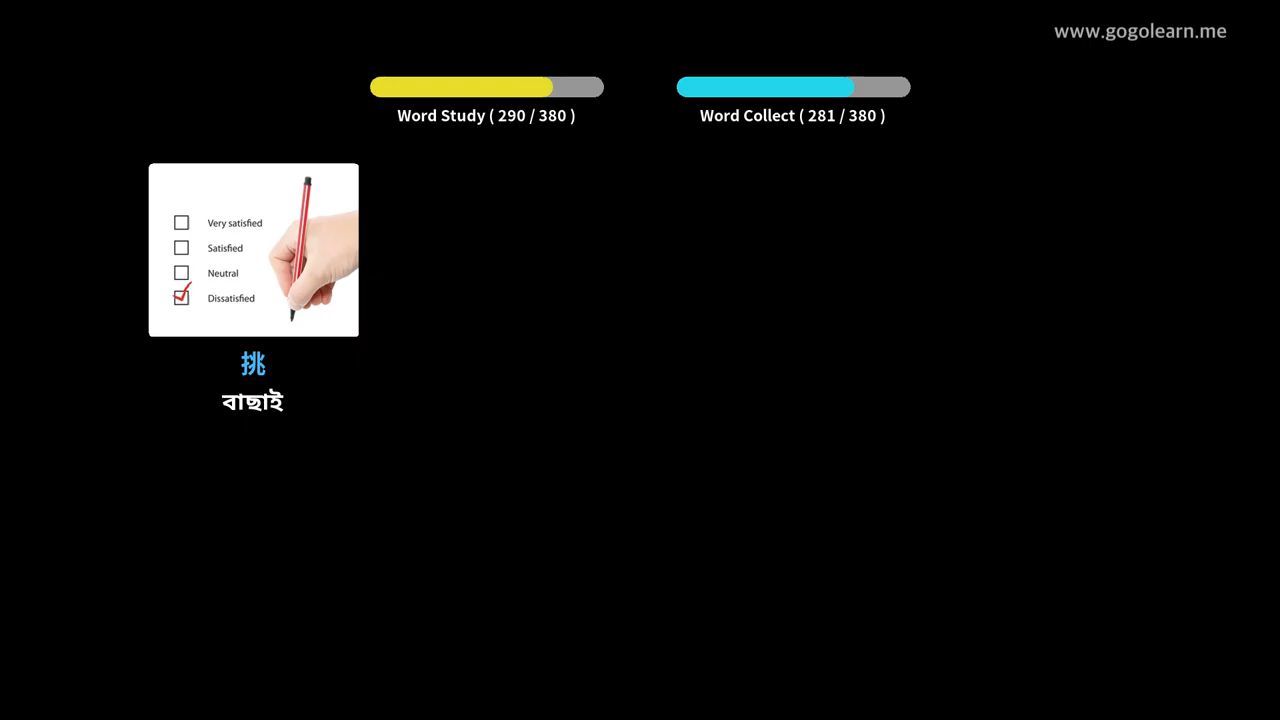 www.gogolearn.me
Word Study ( 290 / 380 )
Word Collect ( 281 / 380 )
Very satisfied
Satisfied
Neutral
Dissatisfied
挑
বাছাই